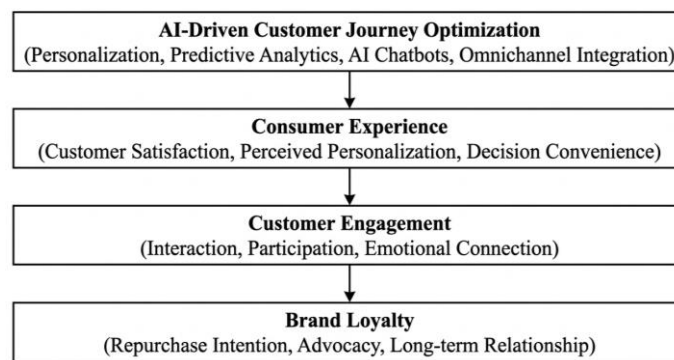 AI-Driven Customer Journey Optimization
(Personalization, Predictive Analytics, AI Chatbots, Omnichannel Integration)
Consumer Experience
(Customer Satisfaction, Perceived Personalization, Decision Convenience)
Customer Engagement
(Interaction, Participation, Emotional Connection)
Brand Loyalty
(Repurchase Intention, Advocacy, Long-term Relationship)